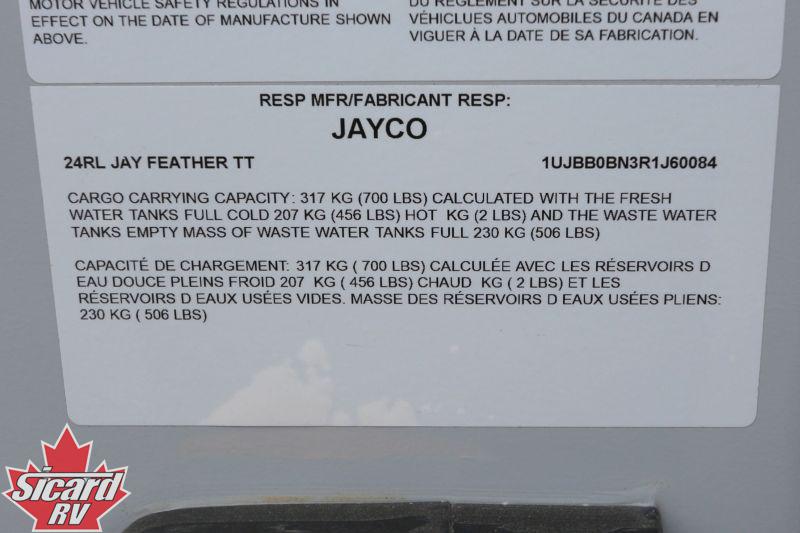 MOTOR VEHICLE SAFETY REGULATIONS IN
EFFECT ON THE DATE OF MANUFACTURE SHOWN
ABOVE.
DU RÈGLEMENT SUR LA SÉCURITÉ DES
VÉHICLUES AUTOMOBILES DU CANADA EN
VIGUER À LA DATE DE SA FABRICATION.
RESP MFR/FABRICANT RESP:
JAYCO
24RL JAY FEATHER TT 1UJBB0BN3R1J60084
CARGO CARRYING CAPACITY: 317 KG (700 LBS) CALCULATED WITH THE FRESH
WATER TANKS FULL COLD 207 KG (456 LBS) HOT KG (2 LBS) AND THE WASTE WATER
TANKS EMPTY MASS OF WASTE WATER TANKS FULL 230 KG (506 LBS)
CAPACITÉ DE CHARGEMENT: 317 KG ( 700 LBS) CALCULÉE AVEC LES RÉSERVOIRS D
EAU DOUCE PLEINS FROID 207 KG ( 456 LBS) CHAUD KG ( 2 LBS) ET LES
RÉSERVOIRS D EAUX USÉES VIDES. MASSE DES RÉSERVOIRS D EAUX USÉES PLIENS:
230 KG ( 506 LBS)
Sicard
RV